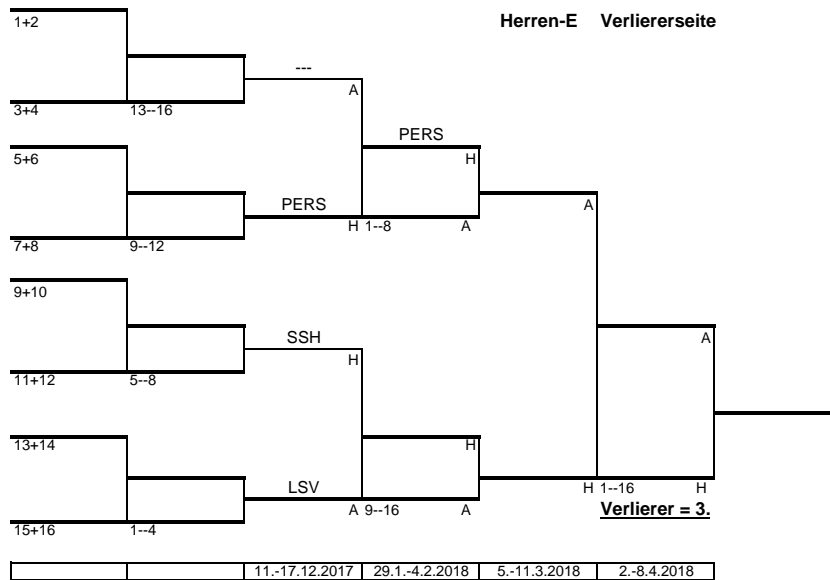 Herren-E Verliererseite
1+2
---
A
3+4 13--16
PERS
5+6 H
PERS A
H 1--8 A
7+8 9--12
9+10
SSH A
H
11+12 5--8
13+14 H
LSV H 1--16 H
A 9--16 A Verlierer = 3.
15+16 1--4
11.-17.12.2017 29.1.-4.2.2018 5.-11.3.2018 2.-8.4.2018